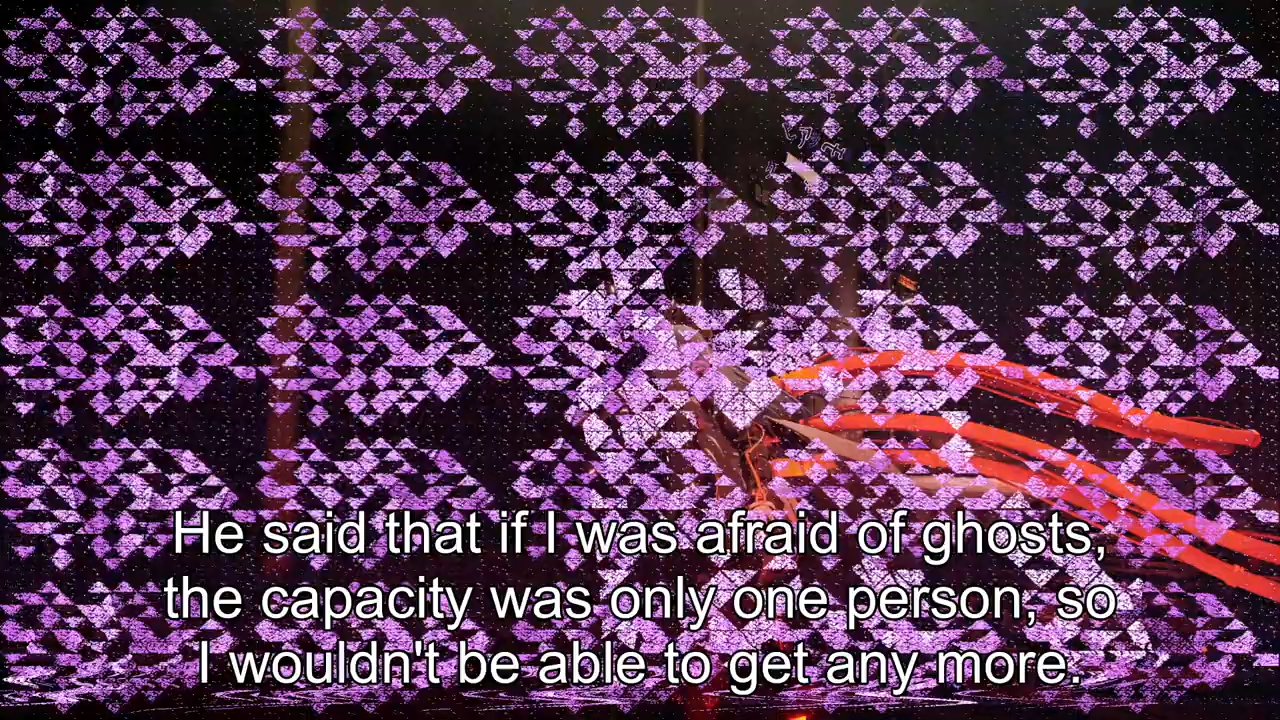 He said that if I was afraid of ghosts,
the capacity was only one person, so
I wouldn't be able to get any more.